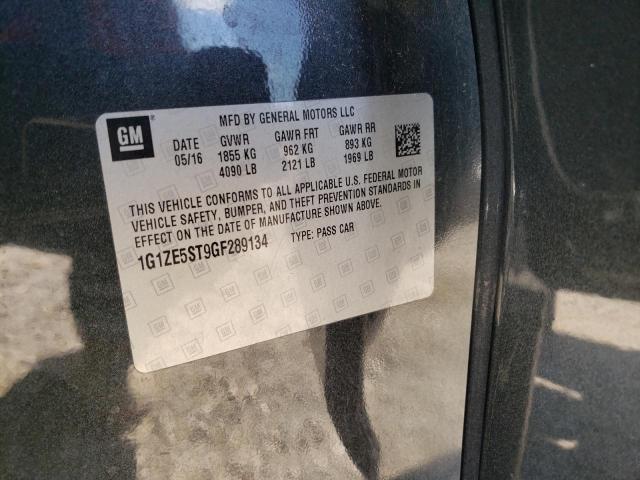 MFD BY GENERAL MOTORS LLC
GM
DATE GVWR GAWR FRT GAWR RR
05/16 1855 KG 962 KG 893 KG
4090 LB 2121 LB 1969 LB
THIS VEHICLE CONFORMS TO ALL APPLICABLE U.S. FEDERAL MOTOR
VEHICLE SAFETY, BUMPER, AND THEFT PREVENTION STANDARDS IN
EFFECT ON THE DATE OF MANUFACTURE SHOWN ABOVE.
1G1ZE5ST9GF289134 TYPE: PASS CAR